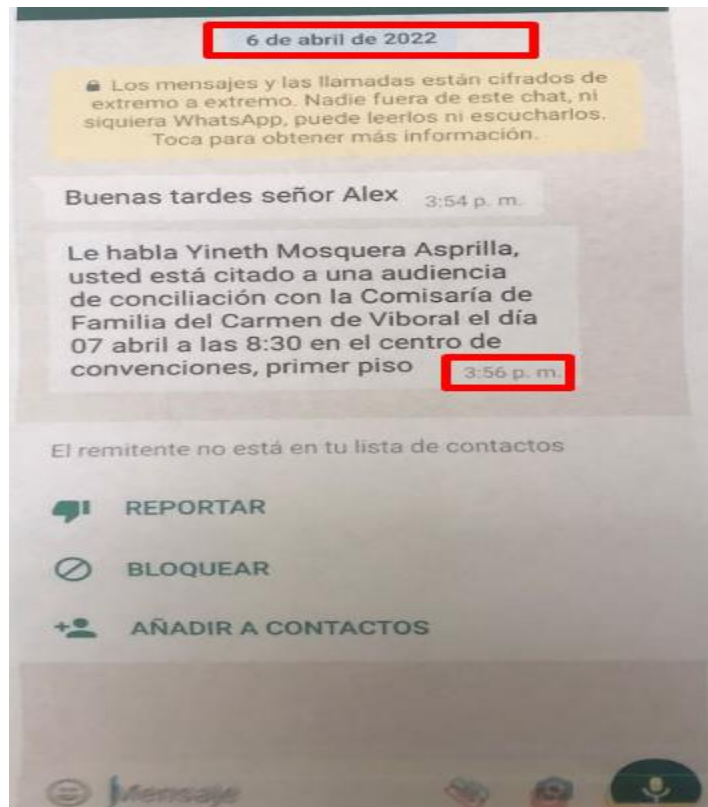 6 de abril de 2022
Los mensajes y las llamadas están cifrados de
extremo a extremo. Nadie fuera de este chat, ni
siquiera WhatsApp, puede leerlos ni escucharlos.
Toca para obtener más información.
Buenas tardes señor Alex 3:54 p. m.
Le habla Yineth Mosquera Asprilla,
usted está citado a una audiencia
de conciliación con la Comisaría de
Familia del Carmen de Viboral el día
07 abril a las 8:30 en el centro de
convenciones, primer piso 3:56 p. m.
El remitente no está en tu lista de contactos
REPORTAR
BLOQUEAR
AÑADIR A CONTACTOS
Mensaje